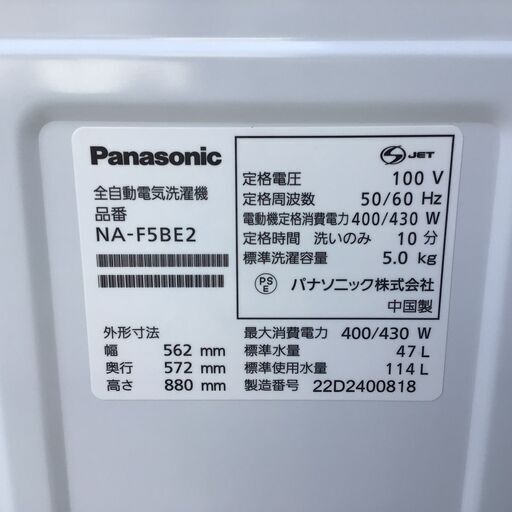 Panasonic
全自動電気洗濯機
品番
NA-F5BE2
S JET
定格電圧 100 V
定格周波数 50/60 Hz
電動機定格消費電力 400/430 W
定格時間 洗いのみ 10 分
標準洗濯容量 5.0 kg
PS
E
パナソニック株式会社
中国製
外形寸法
幅 562 mm
奥行 572 mm
高さ 880 mm
最大消費電力 400/430 W
標準水量 47 L
標準使用水量 114 L
製造番号 22D2400818